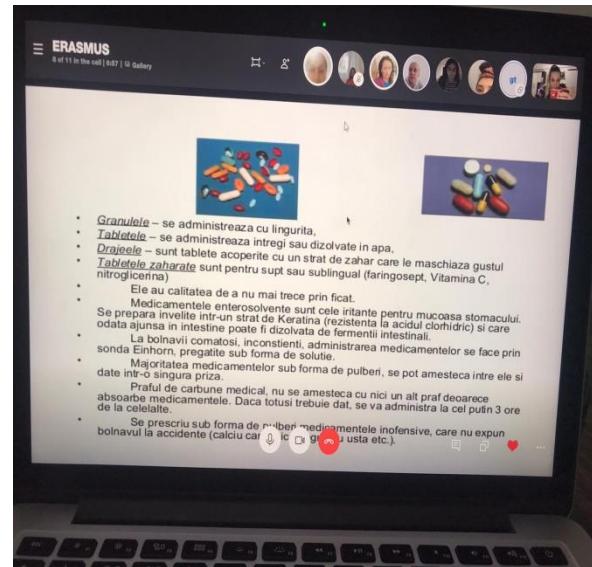 ERASMUS
8 of 11 in the call | 6:57 | Gallery
gt
• Granulele – se administreaza cu lingurita,
• Tabletele – se administreaza intregi sau dizolvate in apa,
• Drajeele – sunt tablete acoperite cu un strat de zahar care le maschiaza gustul
• Tabletele zaharate sunt pentru supt sau sublingual (faringosept, Vitamina C,
nitroglicerina)
• Ele au calitatea de a nu mai trece prin ficat.
• Medicamentele enterosolvente sunt cele iritante pentru mucoasa stomacului.
Se prepara invelite intr-un strat de Keratina (rezistenta la acidul clorhidric) si care
odata ajunsa in intestine poate fi dizolvata de fermentii intestinali.
• La bolnavii comatosi, inconstienti, administrarea medicamentelor se face prin
sonda Einhorn, pregatite sub forma de solutie.
• Majoritatea medicamentelor sub forma de pulberi, se pot amesteca intre ele si
date intr-o singura priza.
• Praful de carbune medical, nu se amesteca cu nici un alt praf deoarece
absoarbe medicamentele. Daca totusi trebuie dat, se va administra la cel putin 3 ore
de la celelalte.
• Se prescriu sub forma de pulberi medicamentele inofensive, care nu expun
bolnavul la accidente (calciu usta etc.).